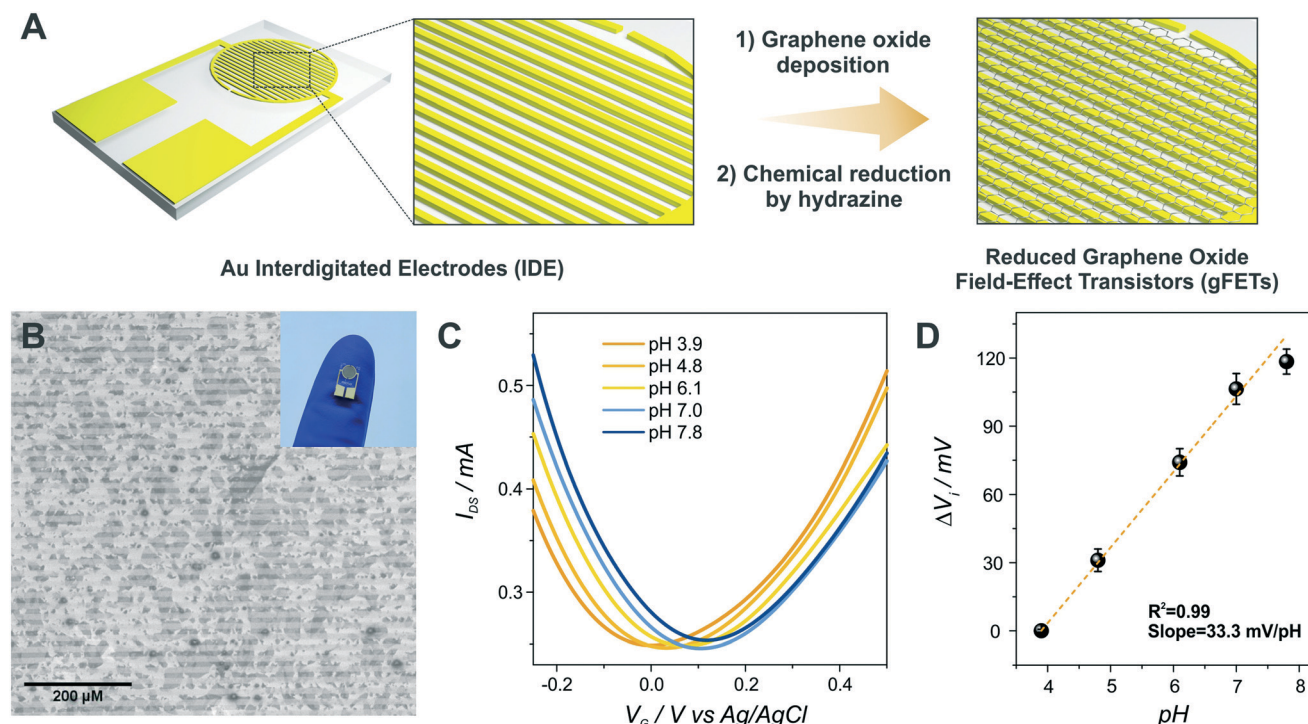 A
1) Graphene oxide
deposition
2) Chemical reduction
by hydrazine
Au Interdigitated Electrodes (IDE)
Reduced Graphene Oxide
Field-Effect Transistors (gFETs)
B
200 µM
C
pH 3.9
pH 4.8
pH 6.1
pH 7.0
pH 7.8
0.5
0.4
0.3
I_DS / mA
-0.2
0.0
0.2
0.4
V_G / V vs Ag/AgCl
D
120
90
60
30
0
ΔV_i / mV
R²=0.99
Slope=33.3 mV/pH
4
5
6
7
8
pH